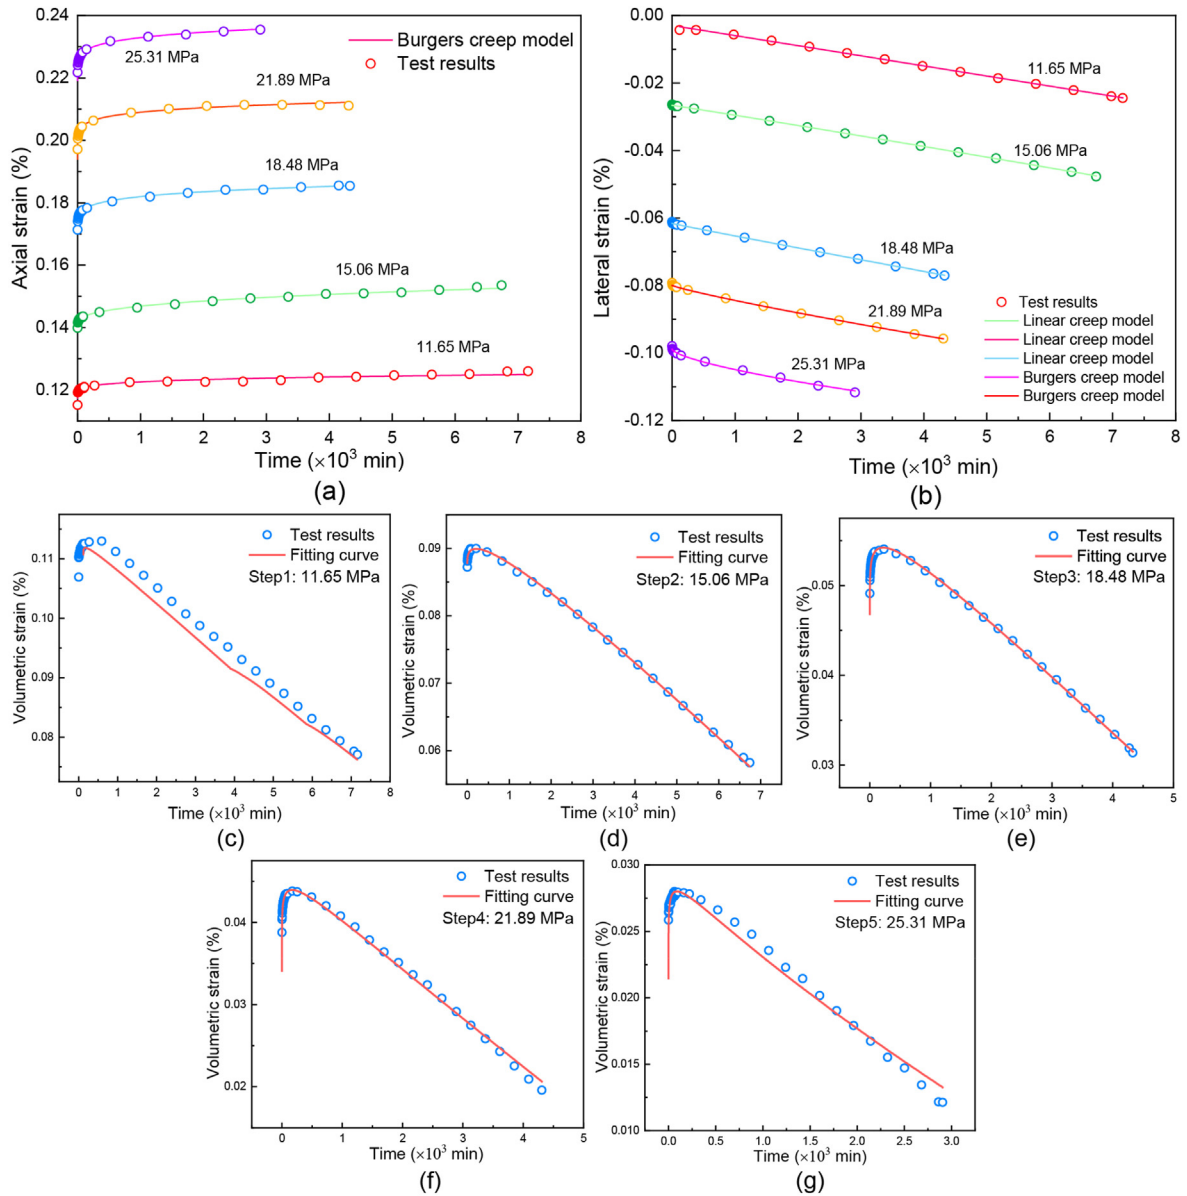 0.24
0.22
0.20
0.18
0.16
0.14
0.12
Axial strain (%)
25.31 MPa
21.89 MPa
18.48 MPa
15.06 MPa
11.65 MPa
Burgers creep model
Test results
0 1 2 3 4 5 6 7 8
Time (×10³ min)
(a)
0.00
-0.02
-0.04
-0.06
-0.08
-0.10
-0.12
Lateral strain (%)
11.65 MPa
15.06 MPa
18.48 MPa
21.89 MPa
25.31 MPa
Test results
Linear creep model
Linear creep model
Linear creep model
Burgers creep model
Burgers creep model
0 1 2 3 4 5 6 7 8
Time (×10³ min)
(b)
0.11
0.10
0.09
0.08
Volumetric strain (%)
Test results
Fitting curve
Step1: 11.65 MPa
0 1 2 3 4 5 6 7 8
Time (×10³ min)
(c)
0.09
0.08
0.07
0.06
Volumetric strain (%)
Test results
Fitting curve
Step2: 15.06 MPa
0 1 2 3 4 5 6 7
Time (×10³ min)
(d)
0.05
0.04
0.03
Volumetric strain (%)
Test results
Fitting curve
Step3: 18.48 MPa
0 1 2 3 4 5
Time (×10³ min)
(e)
0.04
0.03
0.02
Volumetric strain (%)
Test results
Fitting curve
Step4: 21.89 MPa
0 1 2 3 4 5
Time (×10³ min)
(f)
0.030
0.025
0.020
0.015
0.010
Volumetric strain (%)
Test results
Fitting curve
Step5: 25.31 MPa
0.0 0.5 1.0 1.5 2.0 2.5 3.0
Time (×10³ min)
(g)